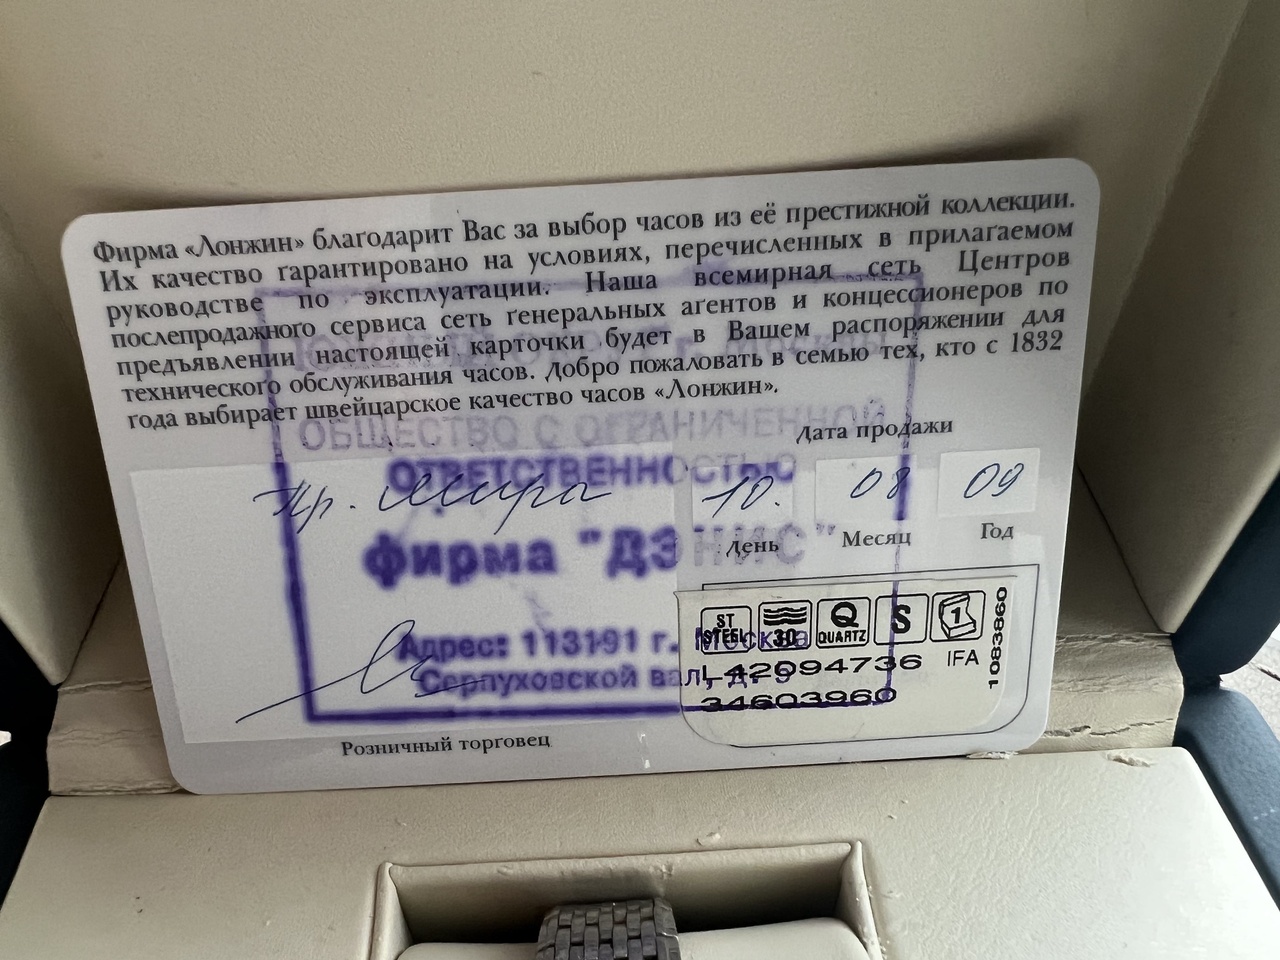 Фирма «Лонжин» благодарит Вас за выбор часов из её престижной коллекции.
Их качество гарантировано на условиях, перечисленных в прилагаемом
руководстве по эксплуатации. Наша всемирная сеть Центров
послепродажного сервиса сеть генеральных агентов и концессионеров по
предъявлении настоящей карточки будет в Вашем распоряжении для
технического обслуживания часов. Добро пожаловать в семью тех, кто с 1832
года выбирает швейцарское качество часов «Лонжин».
Дата продажи
ОБЩЕСТВО С ОГРАНИЧЕННОЙ
ОТВЕТСТВЕННОСТЬЮ
Пр. Мира
10. 08 09
День Месяц Год
фирма "ДЭНИС"
Адрес: 113191 г. Москва
Серпуховской вал, д. 9
ST STEEL 30 Q QUARTZ S 1
L42094736 IFA
34603960
1083860
Розничный торговец